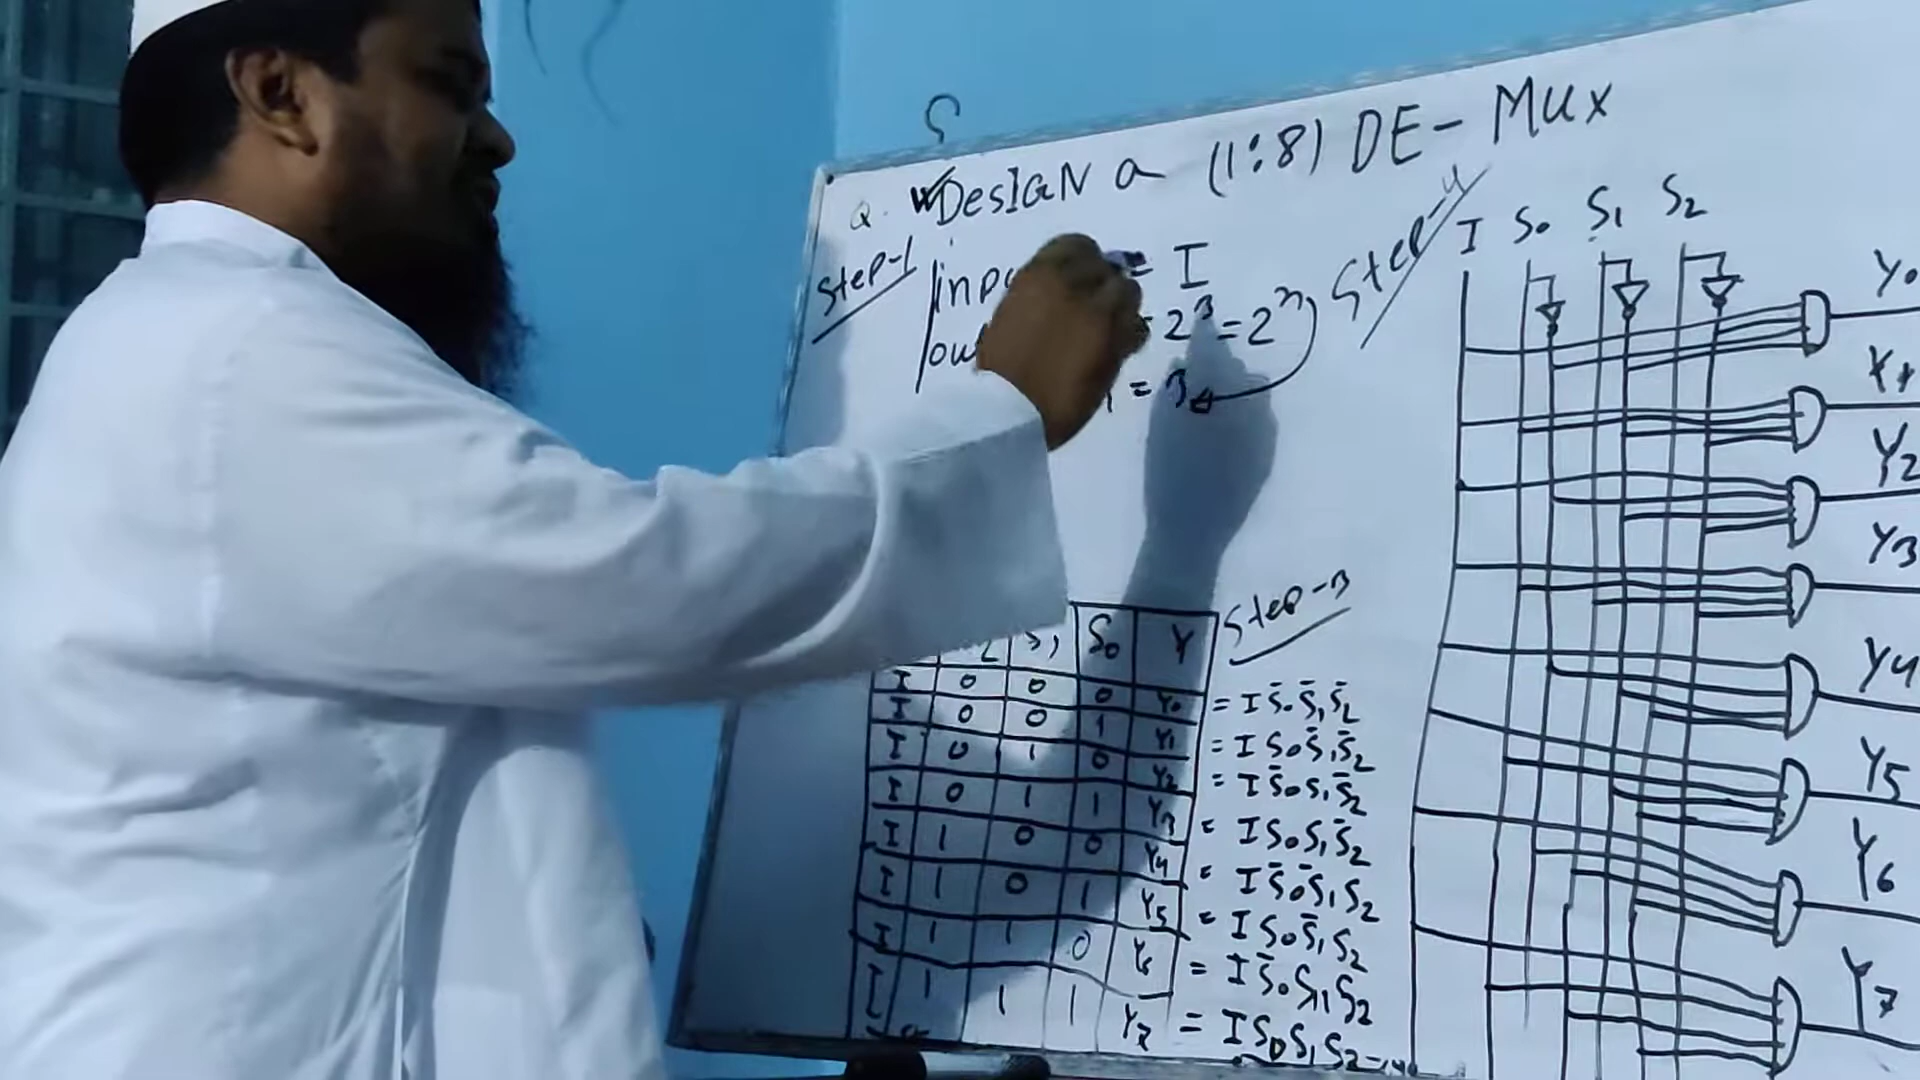 Q. DesIGN a (1:8) DE-MUX
Step-1
= I
= 2³ = 2ⁿ
= 3
Step-3
S₁ S₀ Y
I 0 0 0 Y₀ = I S̄₀ S̄₁ S̄₂
I 0 0 1 Y₁ = I S₀ S̄₁ S̄₂
I 0 1 0 Y₂ = I S̄₀ S₁ S̄₂
I 0 1 1 Y₃ = I S₀ S₁ S̄₂
I 1 0 0 Y₄ = I S̄₀ S̄₁ S₂
I 1 0 1 Y₅ = I S₀ S̄₁ S₂
I 1 1 0 Y₆ = I S̄₀ S₁ S₂
I 1 1 1 Y₇ = I S₀ S₁ S₂
Step-4
I S₀ S₁ S₂
Y₀
Y₁
Y₂
Y₃
Y₄
Y₅
Y₆
Y₇